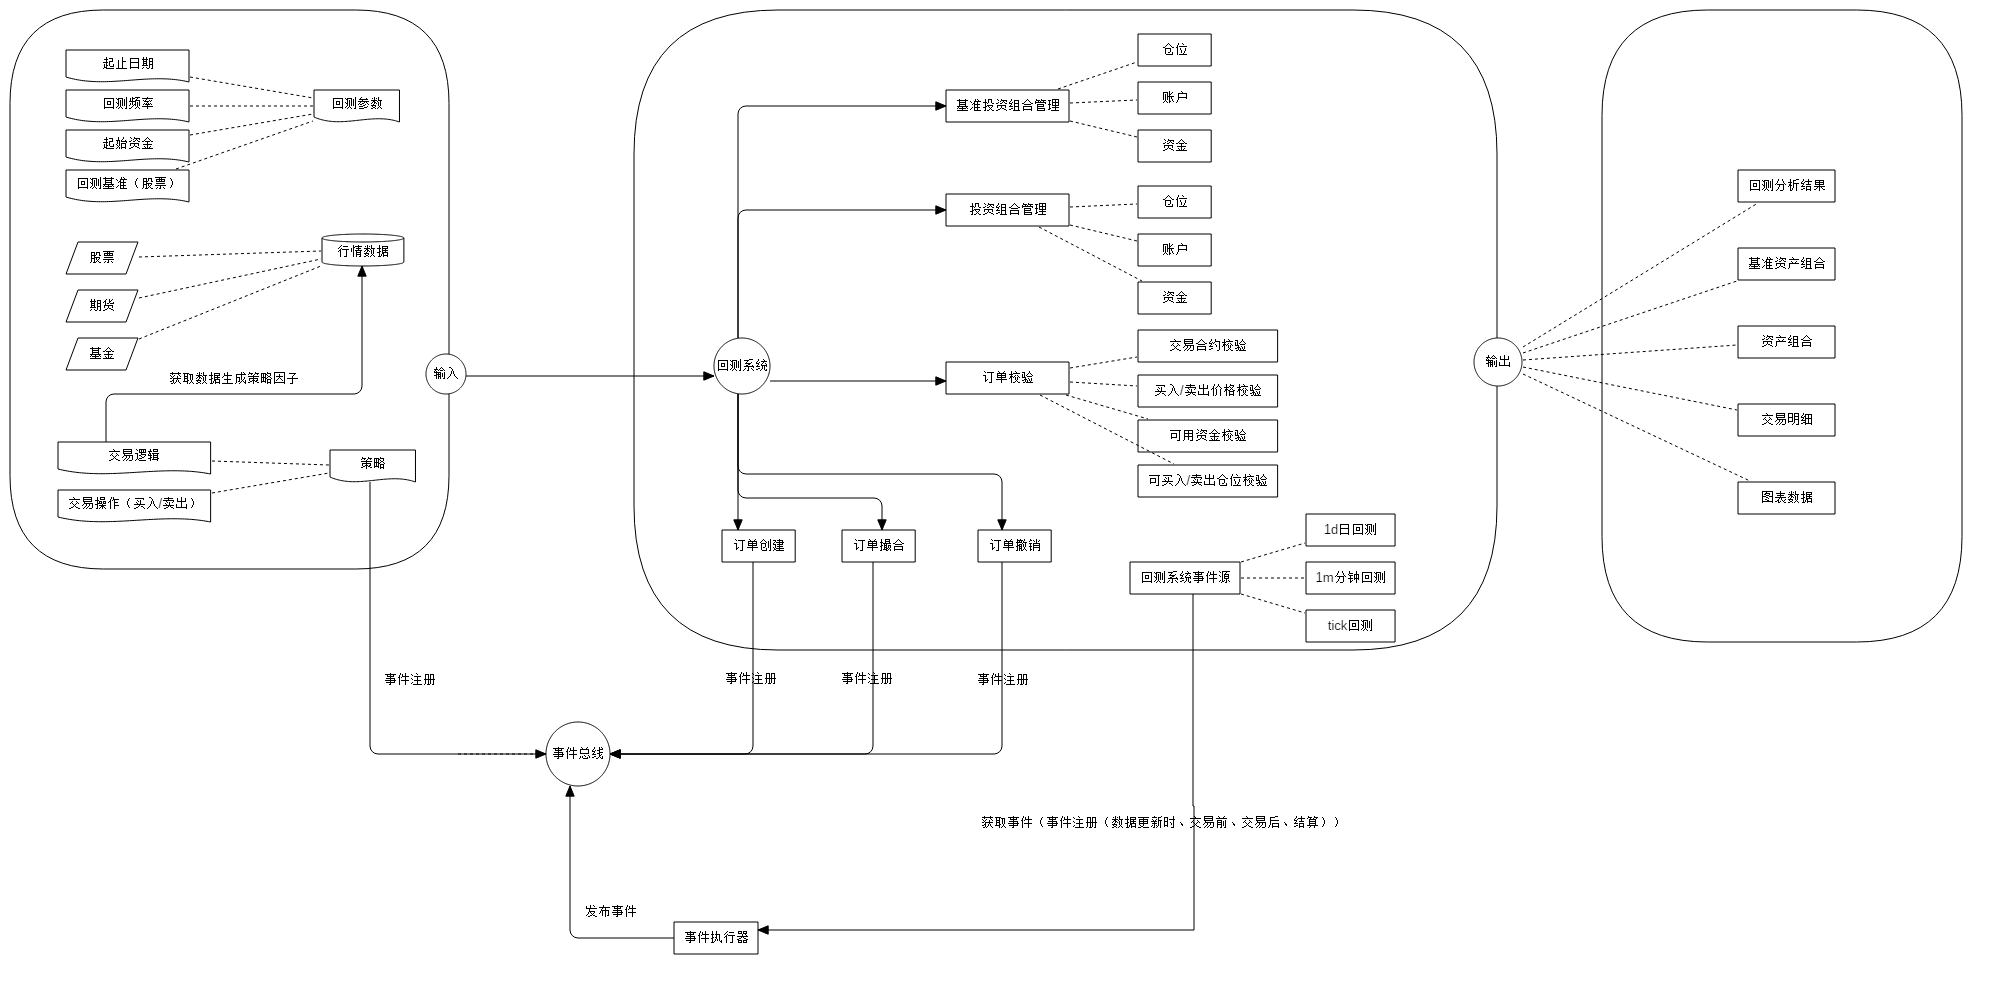 起止日期
回测频率
起始资金
回测基准（股票）
回测参数
股票
期货
基金
行情数据
获取数据生成策略因子
交易逻辑
交易操作（买入/卖出）
策略
输入
回测系统
基准投资组合管理
仓位
账户
资金
投资组合管理
仓位
账户
资金
订单校验
交易合约校验
买入/卖出价格校验
可用资金校验
可买入/卖出仓位校验
订单创建
订单撮合
订单撤销
回测系统事件源
1d日回测
1m分钟回测
tick回测
输出
回测分析结果
基准资产组合
资产组合
交易明细
图表数据
事件注册
事件注册
事件注册
事件注册
事件总线
获取事件（事件注册（数据更新时、交易前、交易后、结算））
发布事件
事件执行器